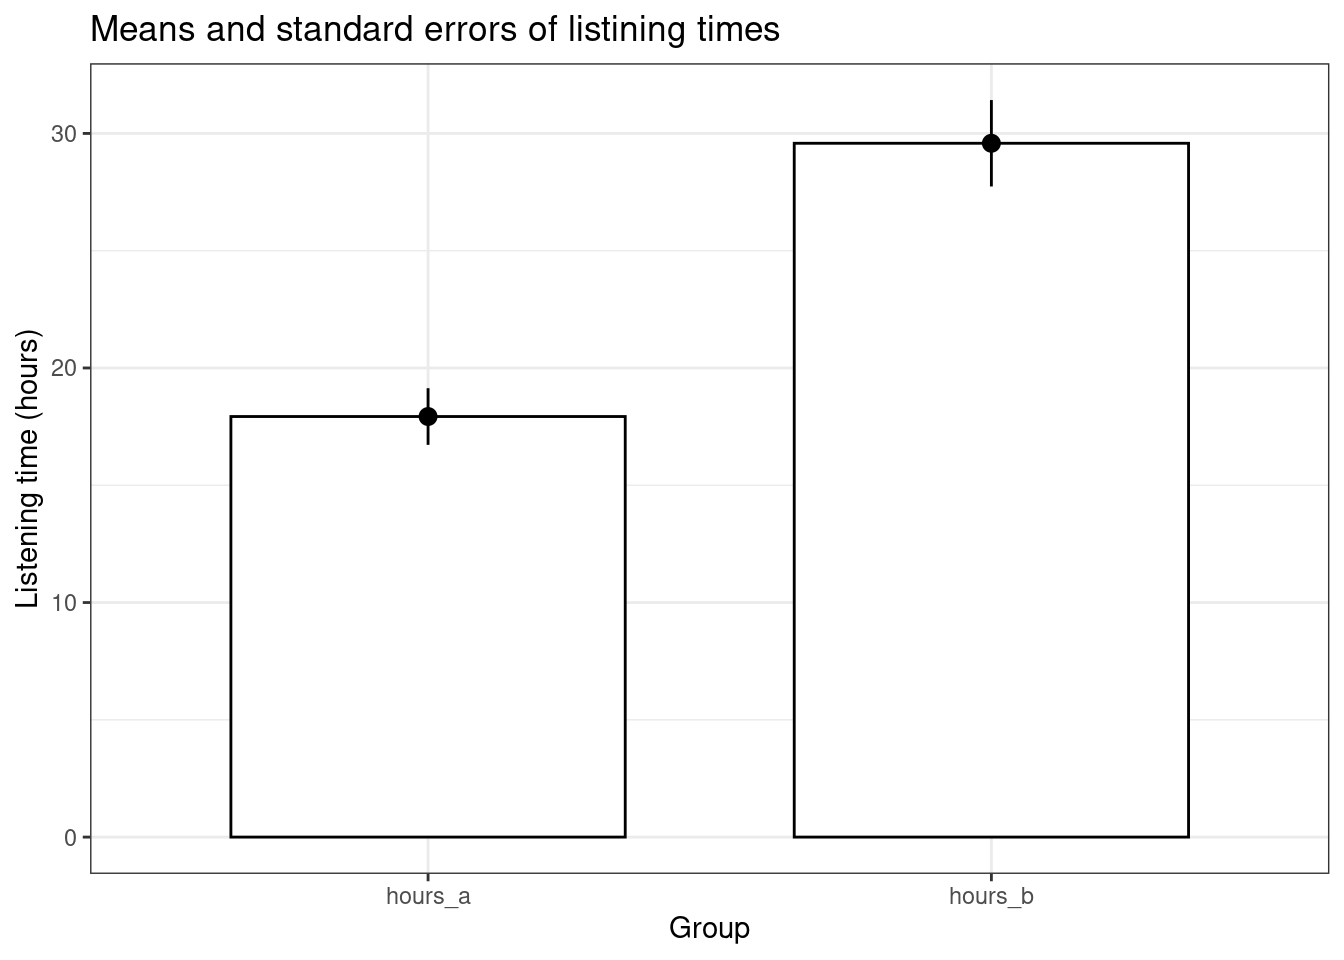 Means and standard errors of listining times
Listening time (hours)
30
20
10
0
hours_a
hours_b
Group